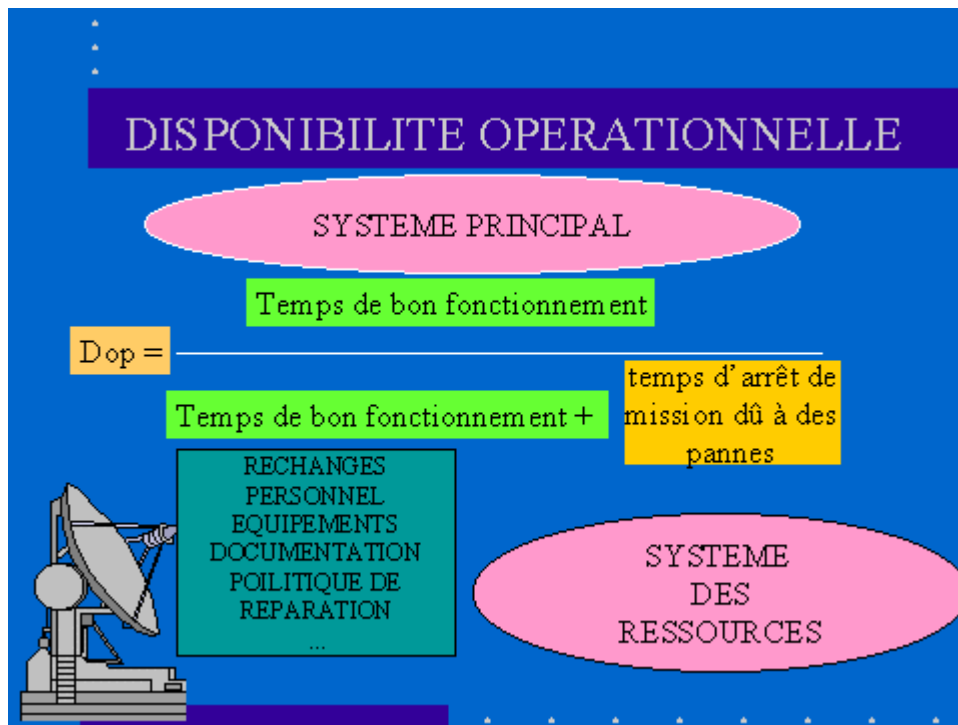 DISPONIBILITE OPERATIONNELLE
SYSTEME PRINCIPAL
Temps de bon fonctionnement
Dop =
Temps de bon fonctionnement +
temps d'arrêt de
mission dû à des
pannes
RECHANGES
PERSONNEL
EQUIPEMENTS
DOCUMENTATION
POILITIQUE DE
REPARATION
...
SYSTEME
DES
RESSOURCES